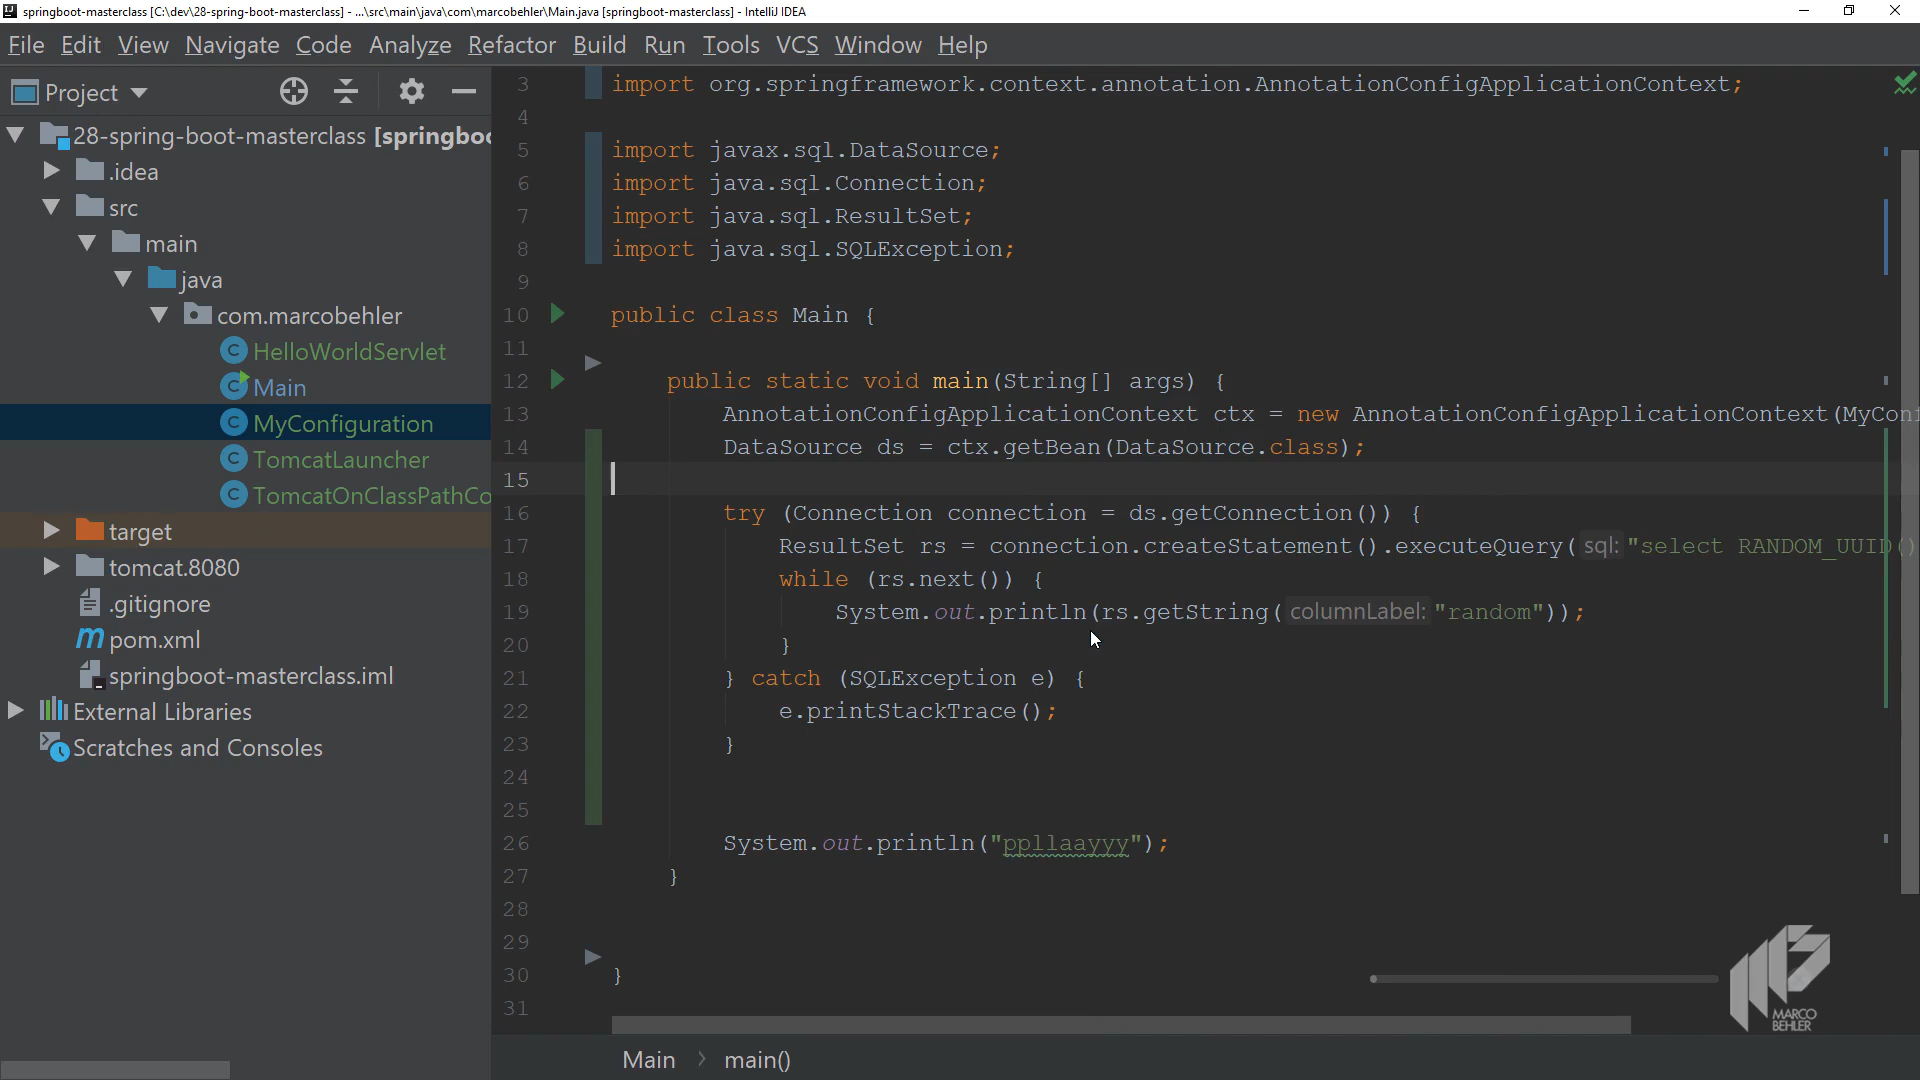 springboot-masterclass [C:\dev\28-spring-boot-masterclass] - ...\src\main\java\com\marcobehler\Main.java [springboot-masterclass] - IntelliJ IDEA
File Edit View Navigate Code Analyze Refactor Build Run Tools VCS Window Help
Project
28-spring-boot-masterclass [springboo
.idea
src
main
java
com.marcobehler
HelloWorldServlet
Main
MyConfiguration
TomcatLauncher
TomcatOnClassPathCo
target
tomcat.8080
.gitignore
pom.xml
springboot-masterclass.iml
External Libraries
Scratches and Consoles
3 import org.springframework.context.annotation.AnnotationConfigApplicationContext;
4
5 import javax.sql.DataSource;
6 import java.sql.Connection;
7 import java.sql.ResultSet;
8 import java.sql.SQLException;
9
10 public class Main {
11
12 public static void main(String[] args) {
13 AnnotationConfigApplicationContext ctx = new AnnotationConfigApplicationContext(MyConf
14 DataSource ds = ctx.getBean(DataSource.class);
15
16 try (Connection connection = ds.getConnection()) {
17 ResultSet rs = connection.createStatement().executeQuery( sql: "select RANDOM_UUID()
18 while (rs.next()) {
19 System.out.println(rs.getString( columnLabel: "random"));
20 }
21 } catch (SQLException e) {
22 e.printStackTrace();
23 }
24
25
26 System.out.println("ppllaayyy");
27 }
28
29
30 }
31
MARCO
BEHLER
Main > main()